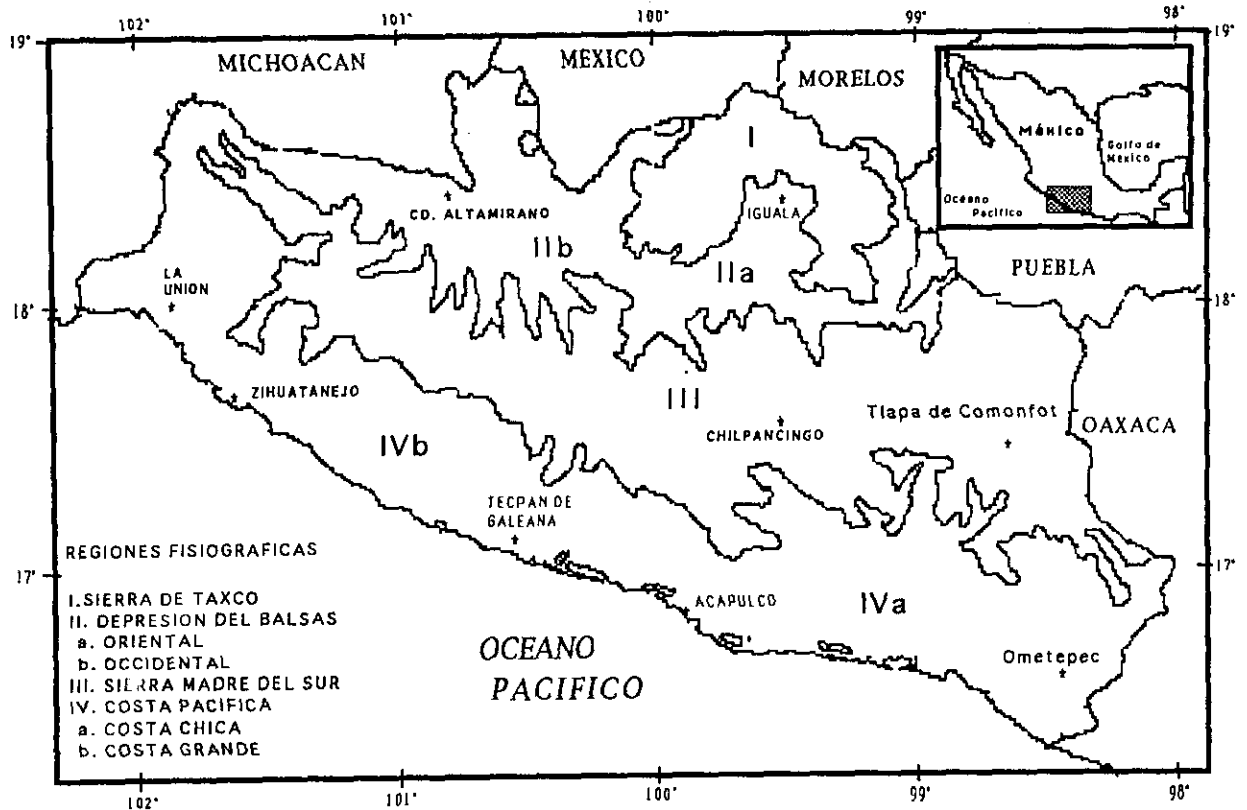 102° 101° 100° 99° 98°
19° 19°
MICHOACAN MEXICO MORELOS
México
Golfo de
México
Océano
Pacífico
I
CD. ALTAMIRANO IGUALA
IIb
IIa
PUEBLA
LA
UNION
18° 18°
ZIHUATANEJO
III
Tlapa de Comonfot
CHILPANCINGO
OAXACA
IVb
TECPAN DE
GALEANA
REGIONES FISIOGRAFICAS
17° 17°
I.SIERRA DE TAXCO
II. DEPRESION DEL BALSAS
a. ORIENTAL
b. OCCIDENTAL
III. SIERRA MADRE DEL SUR
IV. COSTA PACIFICA
a. COSTA CHICA
b. COSTA GRANDE
ACAPULCO
IVa
OCEANO
PACIFICO
Ometepec
102° 101° 100° 99° 98°